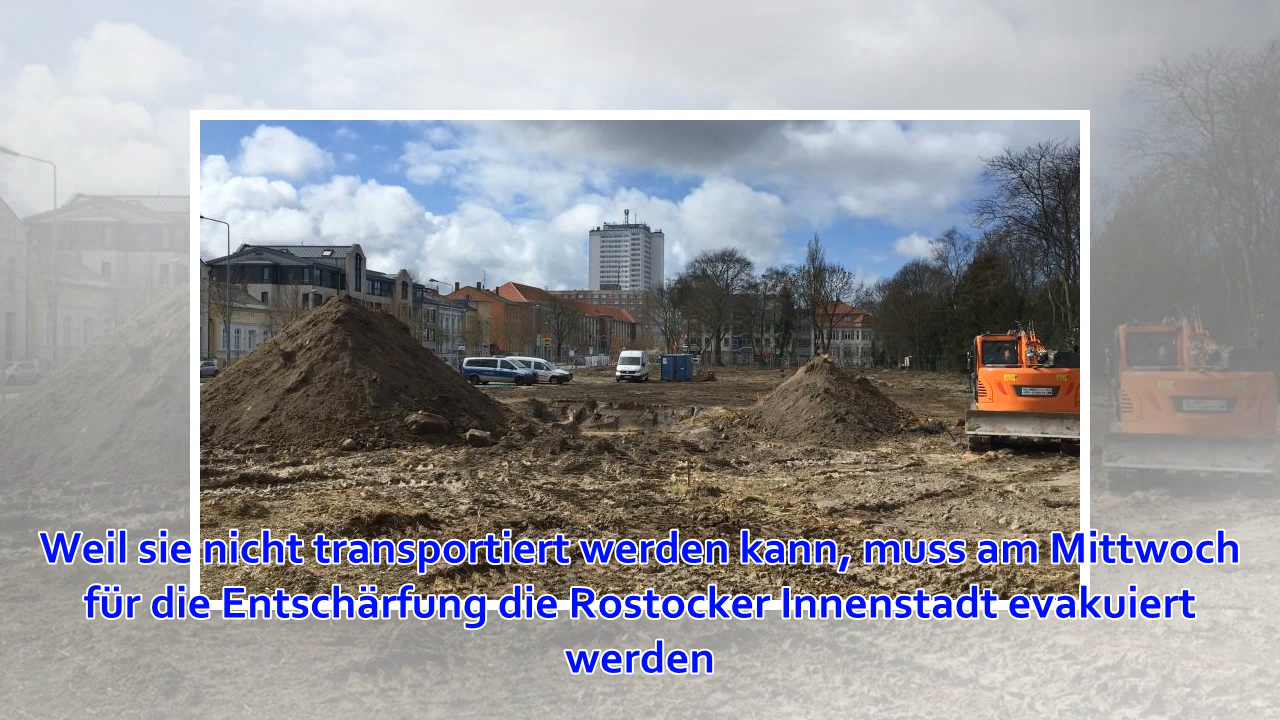 Weil sie nicht transportiert werden kann, muss am Mittwoch
für die Entschärfung die Rostocker Innenstadt evakuiert
werden